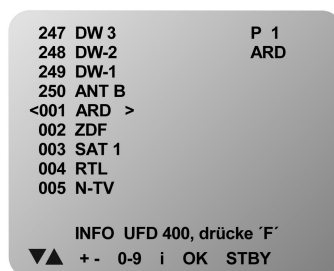 247 DW 3 P 1
248 DW-2 ARD
249 DW-1
250 ANT B
<001 ARD >
002 ZDF
003 SAT 1
004 RTL
005 N-TV
INFO UFD 400, drücke ´F´
▼▲ + - 0-9 i OK STBY